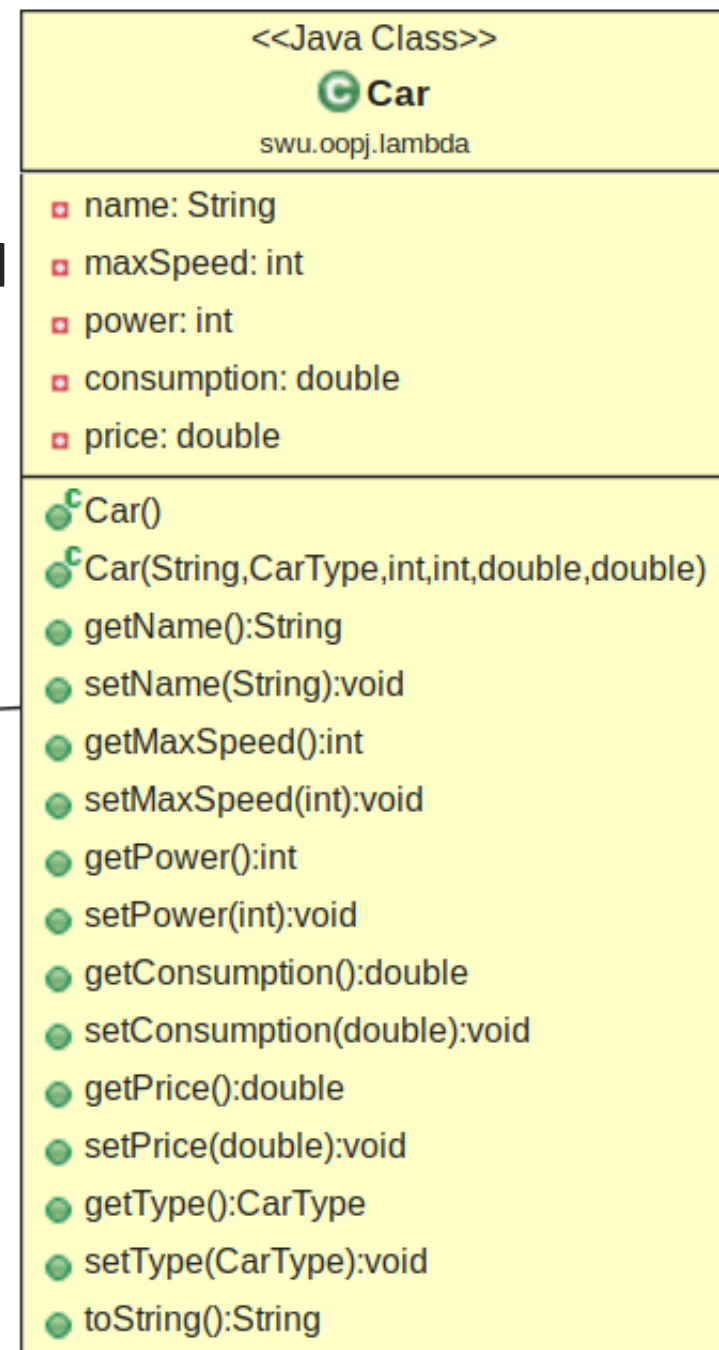 <<Java Class>>
C Car
swu.oopj.lambda
name: String
maxSpeed: int
power: int
consumption: double
price: double
C Car()
C Car(String,CarType,int,int,double,double)
getName():String
setName(String):void
getMaxSpeed():int
setMaxSpeed(int):void
getPower():int
setPower(int):void
getConsumption():double
setConsumption(double):void
getPrice():double
setPrice(double):void
getType():CarType
setType(CarType):void
toString():String